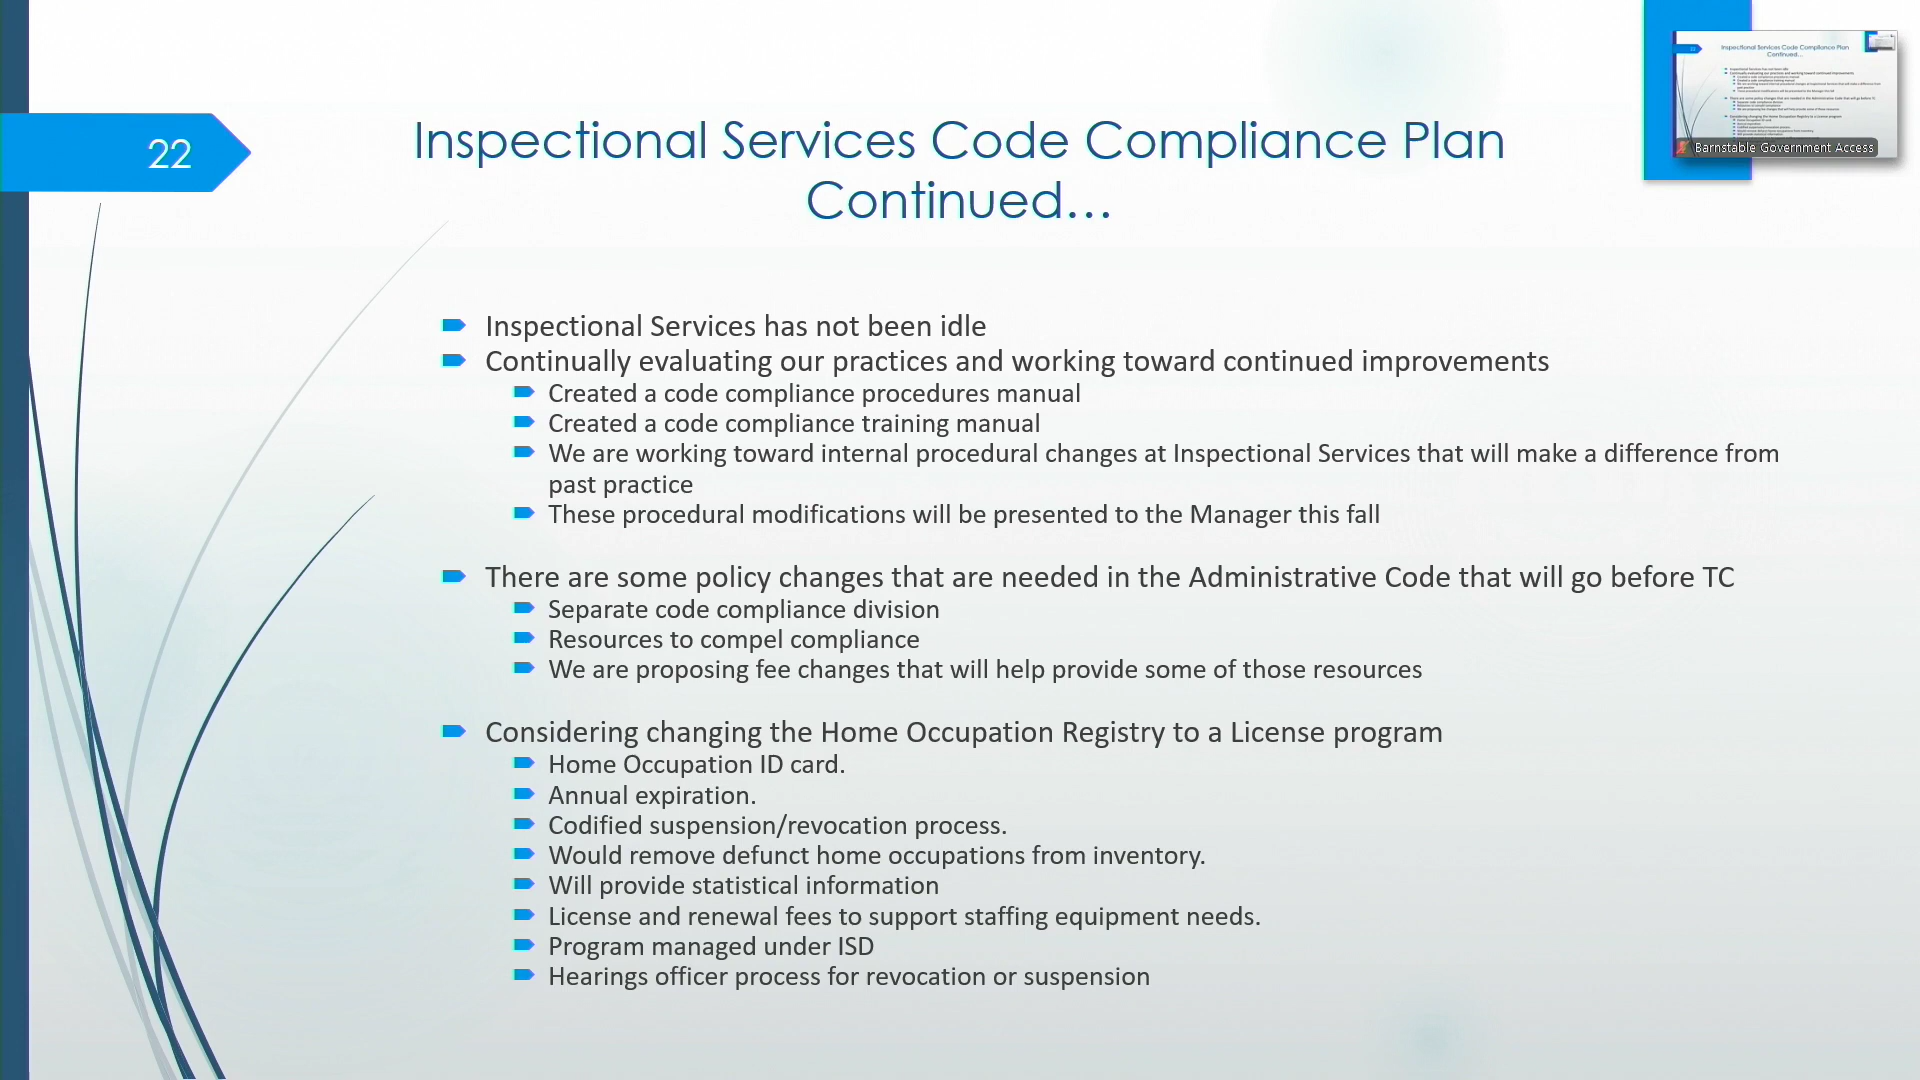 22
Inspectional Services Code Compliance Plan
Continued...
Barnstable Government Access
Inspectional Services has not been idle
Continually evaluating our practices and working toward continued improvements
Created a code compliance procedures manual
Created a code compliance training manual
We are working toward internal procedural changes at Inspectional Services that will make a difference from
past practice
These procedural modifications will be presented to the Manager this fall
There are some policy changes that are needed in the Administrative Code that will go before TC
Separate code compliance division
Resources to compel compliance
We are proposing fee changes that will help provide some of those resources
Considering changing the Home Occupation Registry to a License program
Home Occupation ID card.
Annual expiration.
Codified suspension/revocation process.
Would remove defunct home occupations from inventory.
Will provide statistical information
License and renewal fees to support staffing equipment needs.
Program managed under ISD
Hearings officer process for revocation or suspension